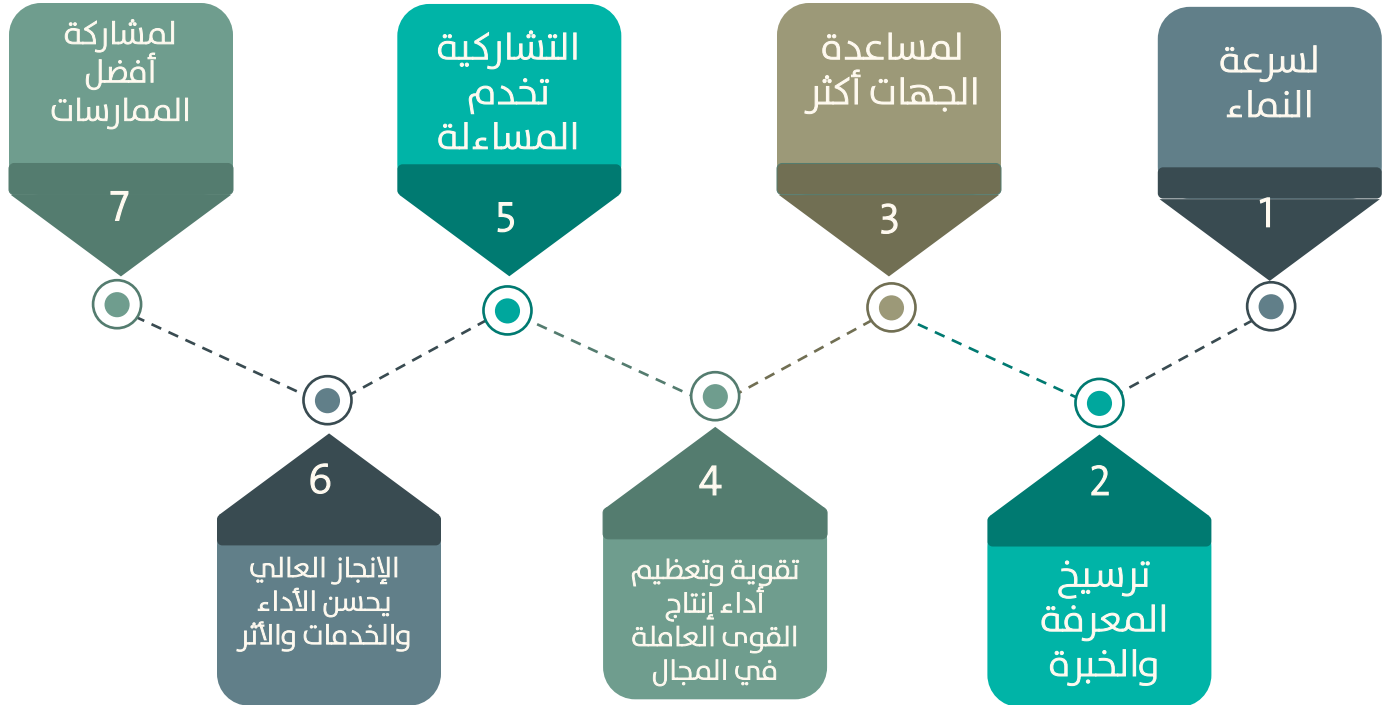 لسرعة
النماء
1
2
ترسيخ
المعرفة
والخبرة
لمساعدة
الجهات أكثر
3
4
تقوية وتعظيم
أداء إنتاج
القوى العاملة
في المجال
التشاركية
تخدم
المساءلة
5
6
الإنجاز العالي
يحسن الأداء
والخدمات والأثر
لمشاركة
أفضل
الممارسات
7